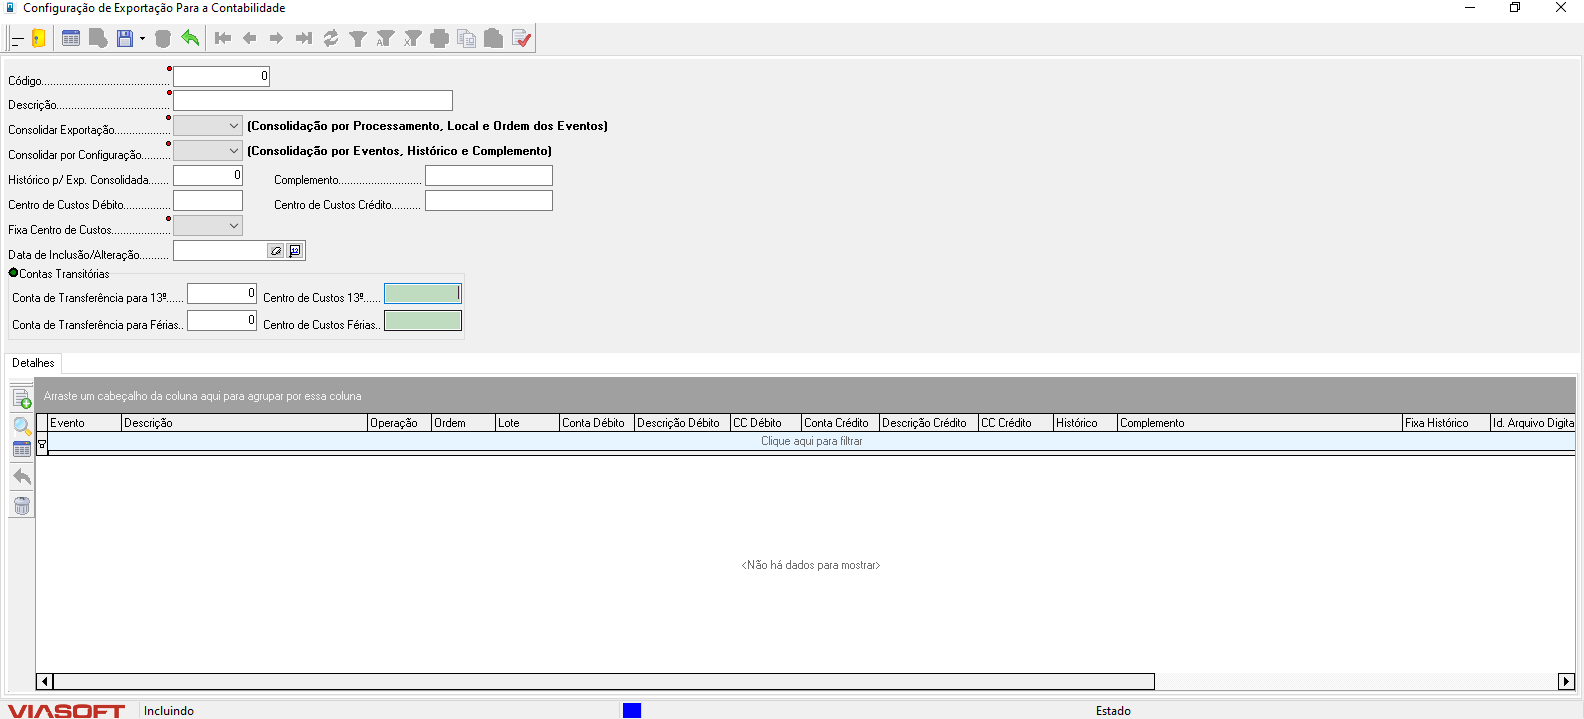 Configuração de Exportação Para a Contabilidade
Código........................................... 0
Descrição......................................
Consolidar Exportação................... (Consolidação por Processamento, Local e Ordem dos Eventos)
Consolidar por Configuração.......... (Consolidação por Eventos, Histórico e Complemento)
Histórico p/ Exp. Consolidada....... 0 Complemento............................
Centro de Custos Débito................ Centro de Custos Crédito..........
Fixa Centro de Custos....................
Data de Inclusão/Alteração..........
Contas Transitórias
Conta de Transferência para 13º...... 0 Centro de Custos 13º......
Conta de Transferência para Férias.. 0 Centro de Custos Férias..
Detalhes
Arraste um cabeçalho da coluna aqui para agrupar por essa coluna
Evento Descrição Operação Ordem Lote Conta Débito Descrição Débito CC Débito Conta Crédito Descrição Crédito CC Crédito Histórico Complemento Fixa Histórico Id. Arquivo Digita
Clique aqui para filtrar
<Não há dados para mostrar>
VIASOFT Incluindo Estado